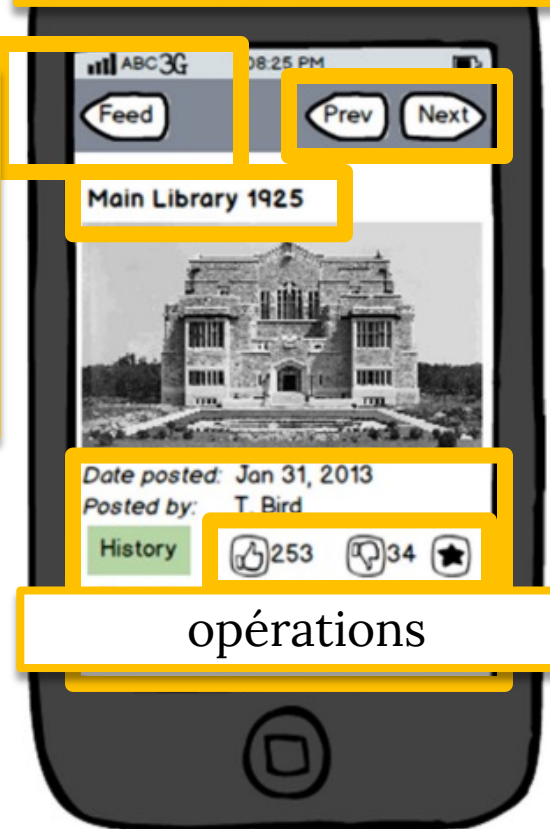 ABC 3G 08:25 PM
Feed Prev Next
Main Library 1925
Date posted: Jan 31, 2013
Posted by: T. Bird
History 253 34
opérations